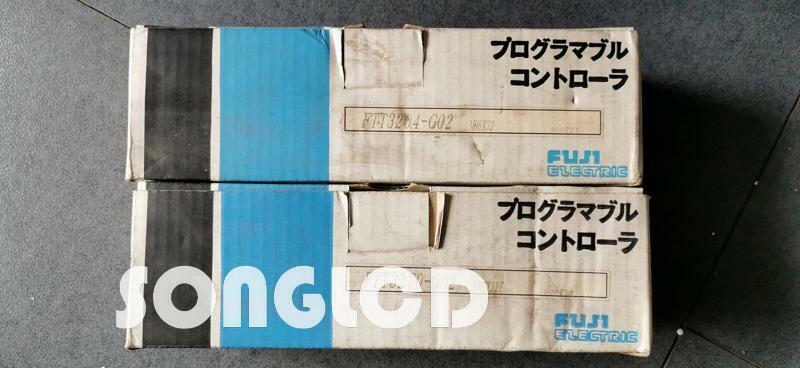 プログラマブル
コントローラ
FTT3204-G02
FUJI
ELECTRIC
プログラマブル
コントローラ
SONGLCD
FUJI
ELECTRIC